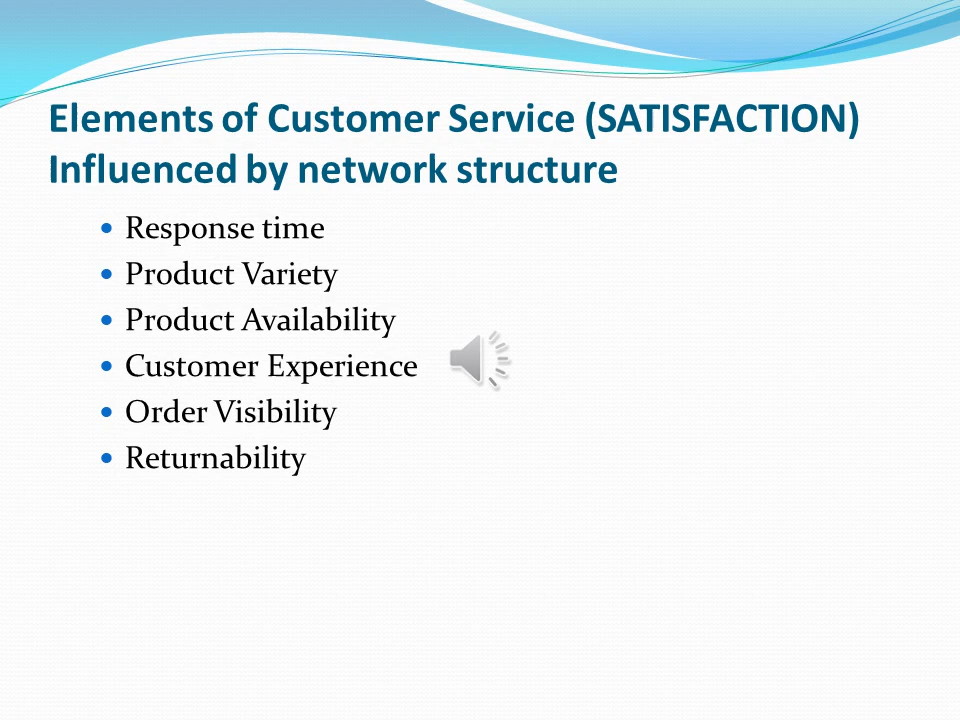 Elements of Customer Service (SATISFACTION)
Influenced by network structure
• Response time
• Product Variety
• Product Availability
• Customer Experience
• Order Visibility
• Returnability